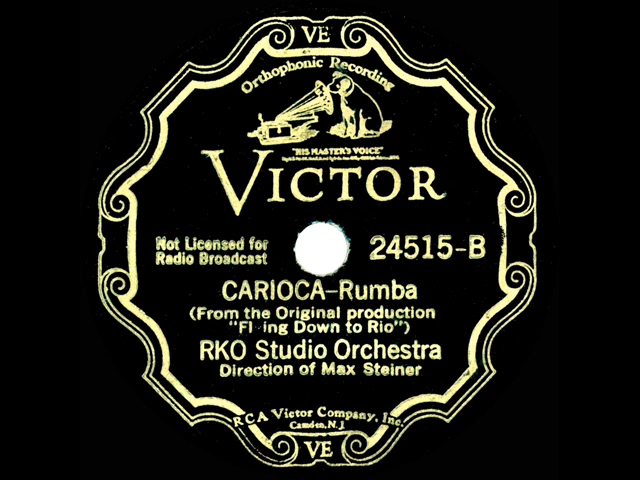 VE
Orthophonic Recording
"HIS MASTER'S VOICE"
VICTOR
Not Licensed for
Radio Broadcast
24515-B
CARIOCA-Rumba
(From the Original production
"Fl ing Down to Rio")
RKO Studio Orchestra
Direction of Max Steiner
RCA Victor Company, Inc.
Camden, N.J.
VE